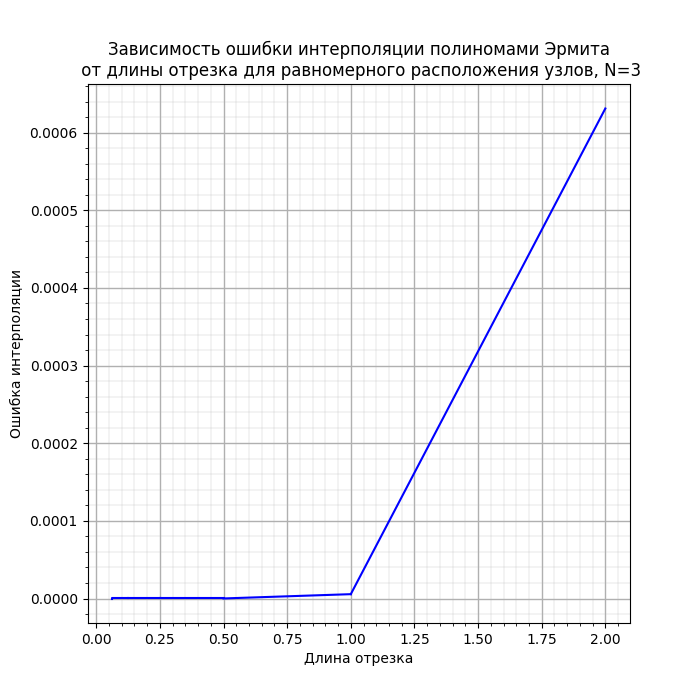 Зависимость ошибки интерполяции полиномами Эрмита
от длины отрезка для равномерного расположения узлов, N=3
Ошибка интерполяции
0.0006
0.0005
0.0004
0.0003
0.0002
0.0001
0.0000
0.00 0.25 0.50 0.75 1.00 1.25 1.50 1.75 2.00
Длина отрезка